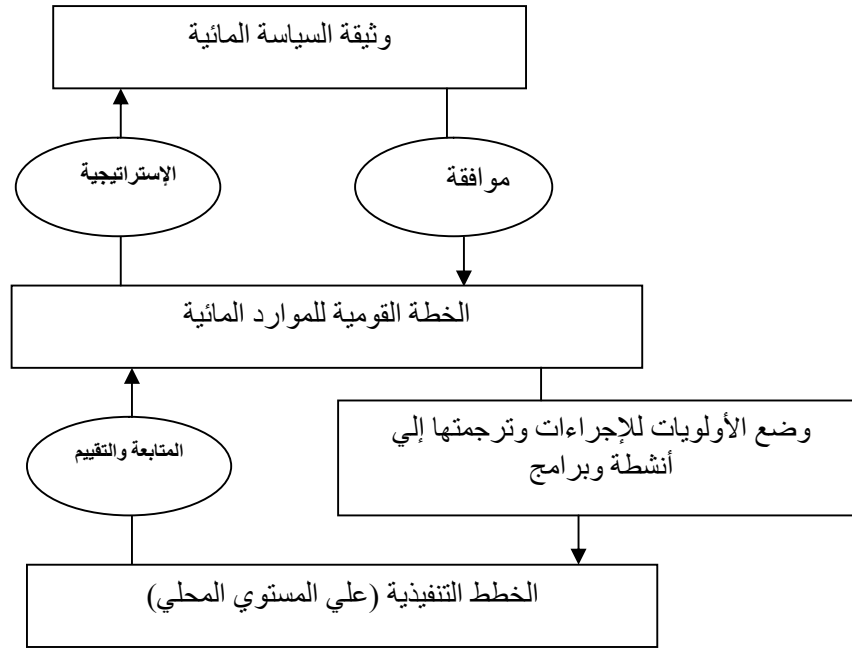 وثيقة السياسة المائية
موافقة
الإستراتيجية
الخطة القومية للموارد المائية
وضع الأولويات للإجراءات وترجمتها إلي
أنشطة وبرامج
المتابعة والتقييم
الخطط التنفيذية (علي المستوي المحلي)